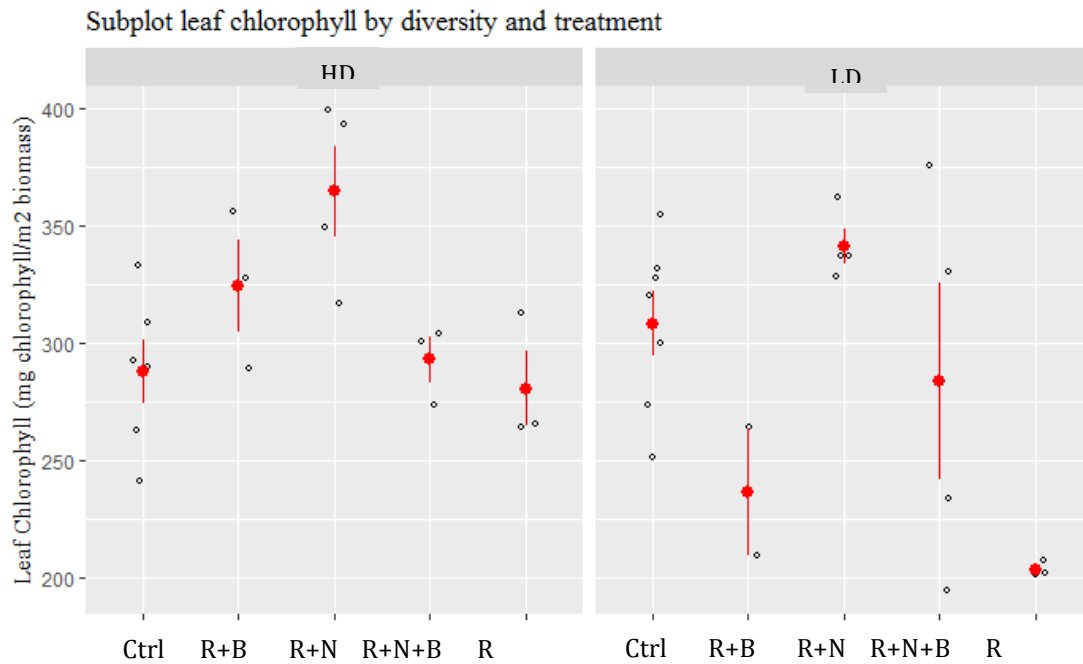 Subplot leaf chlorophyll by diversity and treatment
HD
LD
Leaf Chlorophyll (mg chlorophyll/m2 biomass)
400
350
300
250
200
Ctrl R+B R+N R+N+B R
Ctrl R+B R+N R+N+B R